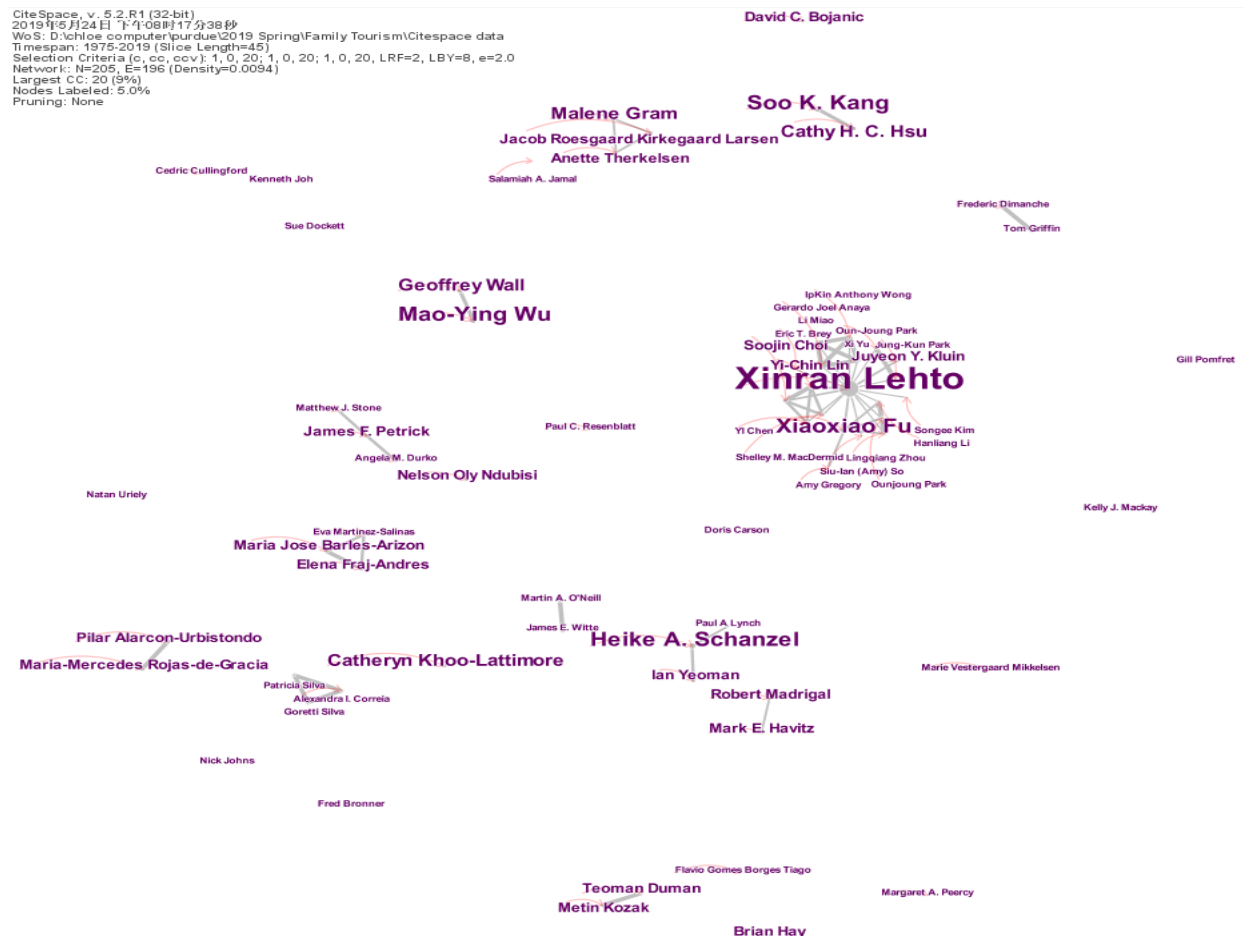 CiteSpace, v. 5.2.R1 (32-bit)
2019年5月24日 下午08时17分38秒
WoS: D:\chloe computer\purdue\2019 Spring\Family Tourism\Citespace data
Timespan: 1975-2019 (Slice Length=45)
Selection Criteria (c, cc, ccv): 1, 0, 20; 1, 0, 20; 1, 0, 20, LRF=2, LBY=8, e=2.0
Network: N=205, E=196 (Density=0.0094)
Largest CC: 20 (9%)
Nodes Labeled: 5.0%
Pruning: None
David C. Bojanic
Soo K. Kang
Malene Gram
Cathy H. C. Hsu
Jacob Roesgaard Kirkegaard Larsen
Anette Therkelsen
Cedric Cullingford
Kenneth Joh
Salamiah A. Jamal
Frederic Dimanche
Sue Dockett
Tom Griffin
Geoffrey Wall
Mao-Ying Wu
IpKin Anthony Wong
Gerardo Joel Anaya
Li Miao
Eric T. Brey
Oun-Joung Park
Soojin Choi
Xi Yu
Jung-Kun Park
Juyeon Y. Kluin
Gill Pomfret
Yi-Chin Lin
Xinran Lehto
Matthew J. Stone
James F. Petrick
Paul C. Resenblatt
YI Chen
Xiaoxiao Fu
Songee Kim
Hanliang Li
Angela M. Durko
Shelley M. MacDermid
Lingqiang Zhou
Nelson Oly Ndubisi
Siu-Ian (Amy) So
Amy Gregory
Ounjoung Park
Natan Uriely
Kelly J. Mackay
Eva Martinez-Salinas
Doris Carson
Maria Jose Barles-Arizon
Elena Fraj-Andres
Martin A. O'Neill
James E. Witte
Paul A Lynch
Pilar Alarcon-Urbistondo
Heike A. Schanzel
Maria-Mercedes Rojas-de-Gracia
Catheryn Khoo-Lattimore
Marie Vestergaard Mikkelsen
Ian Yeoman
Patricia Silva
Robert Madrigal
Alexandra I. Correia
Goretti Silva
Mark E. Havitz
Nick Johns
Fred Bronner
Flavio Gomes Borges Tiago
Teoman Duman
Margaret A. Peercy
Metin Kozak
Brian Hay